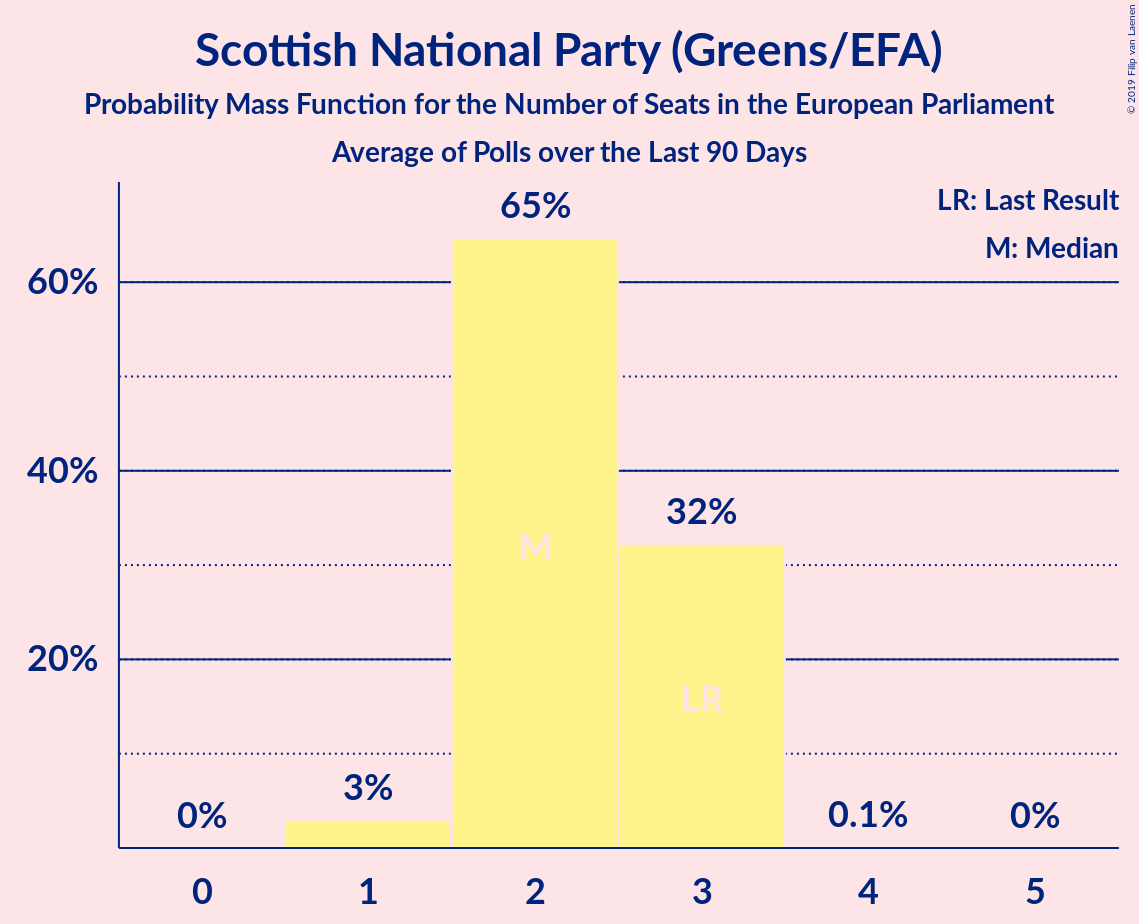 © 2019 Filip van Laenen
Scottish National Party (Greens/EFA)
Probability Mass Function for the Number of Seats in the European Parliament
Average of Polls over the Last 90 Days
LR: Last Result
M: Median
65%
60%
40%
32%
M
20%
LR
3%
0%
0.1%
0%
0 1 2 3 4 5